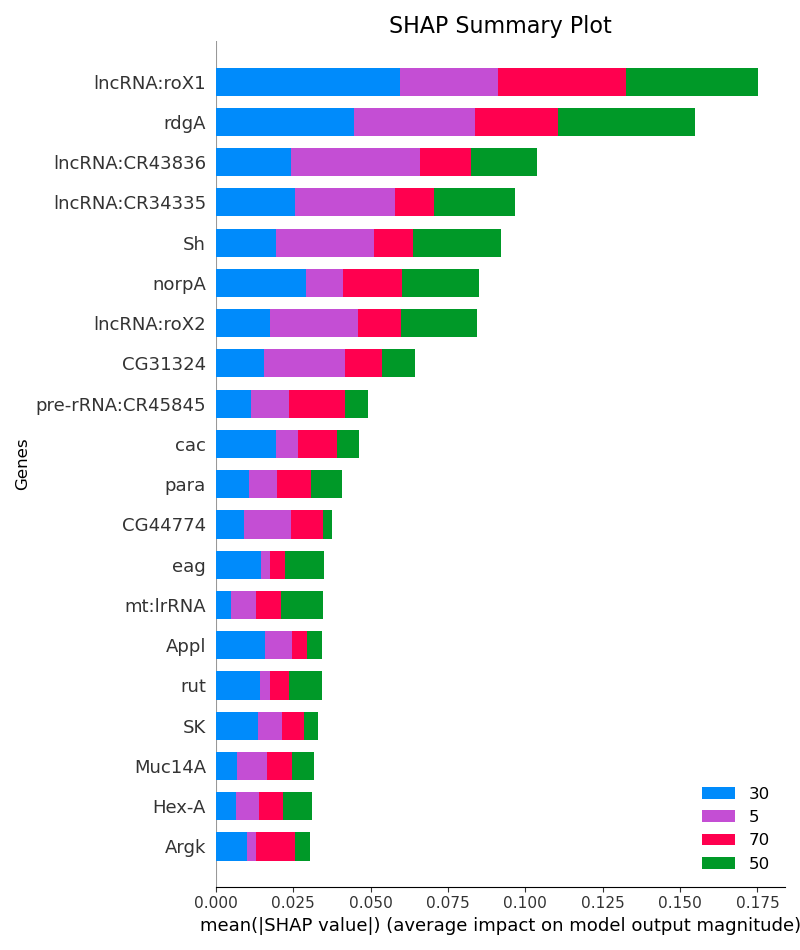 SHAP Summary Plot
Genes
lncRNA:roX1
rdgA
lncRNA:CR43836
lncRNA:CR34335
Sh
norpA
lncRNA:roX2
CG31324
pre-rRNA:CR45845
cac
para
CG44774
eag
mt:lrRNA
Appl
rut
SK
Muc14A
Hex-A
Argk
30
5
70
50
0.000 0.025 0.050 0.075 0.100 0.125 0.150 0.175
mean(|SHAP value|) (average impact on model output magnitude)